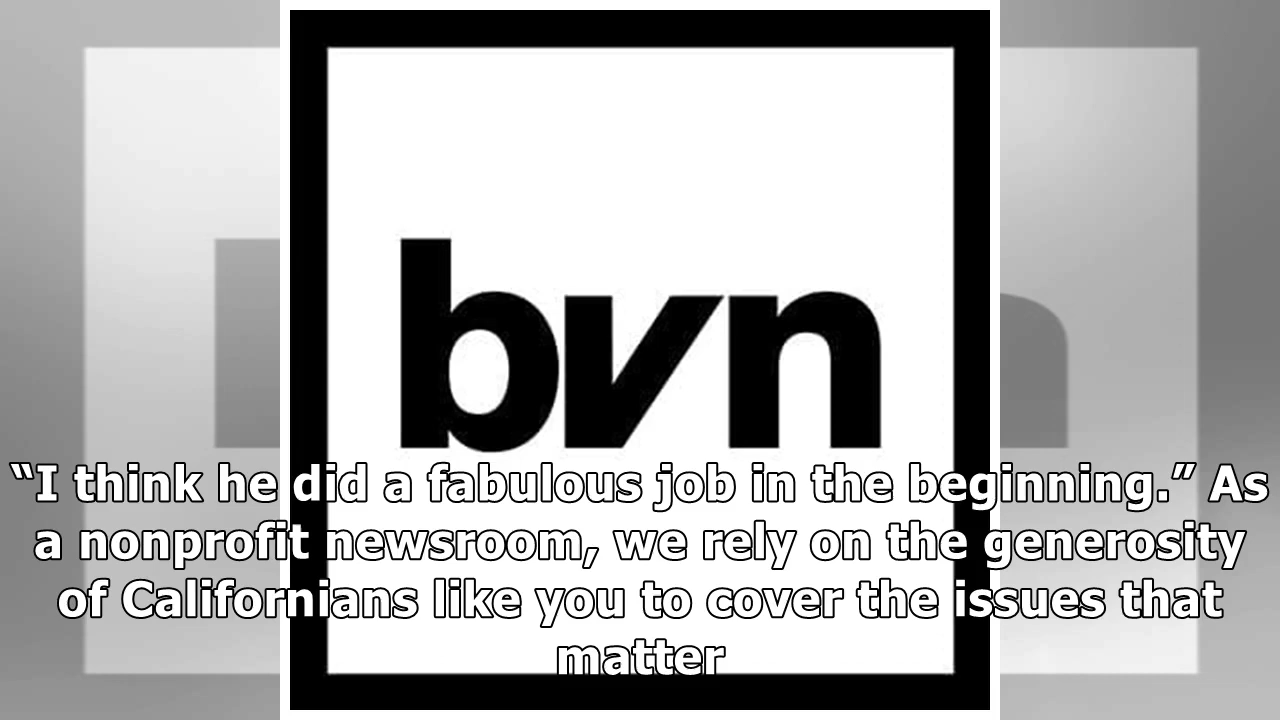 bvn
“I think he did a fabulous job in the beginning.” As
a nonprofit newsroom, we rely on the generosity
of Californians like you to cover the issues that
matter